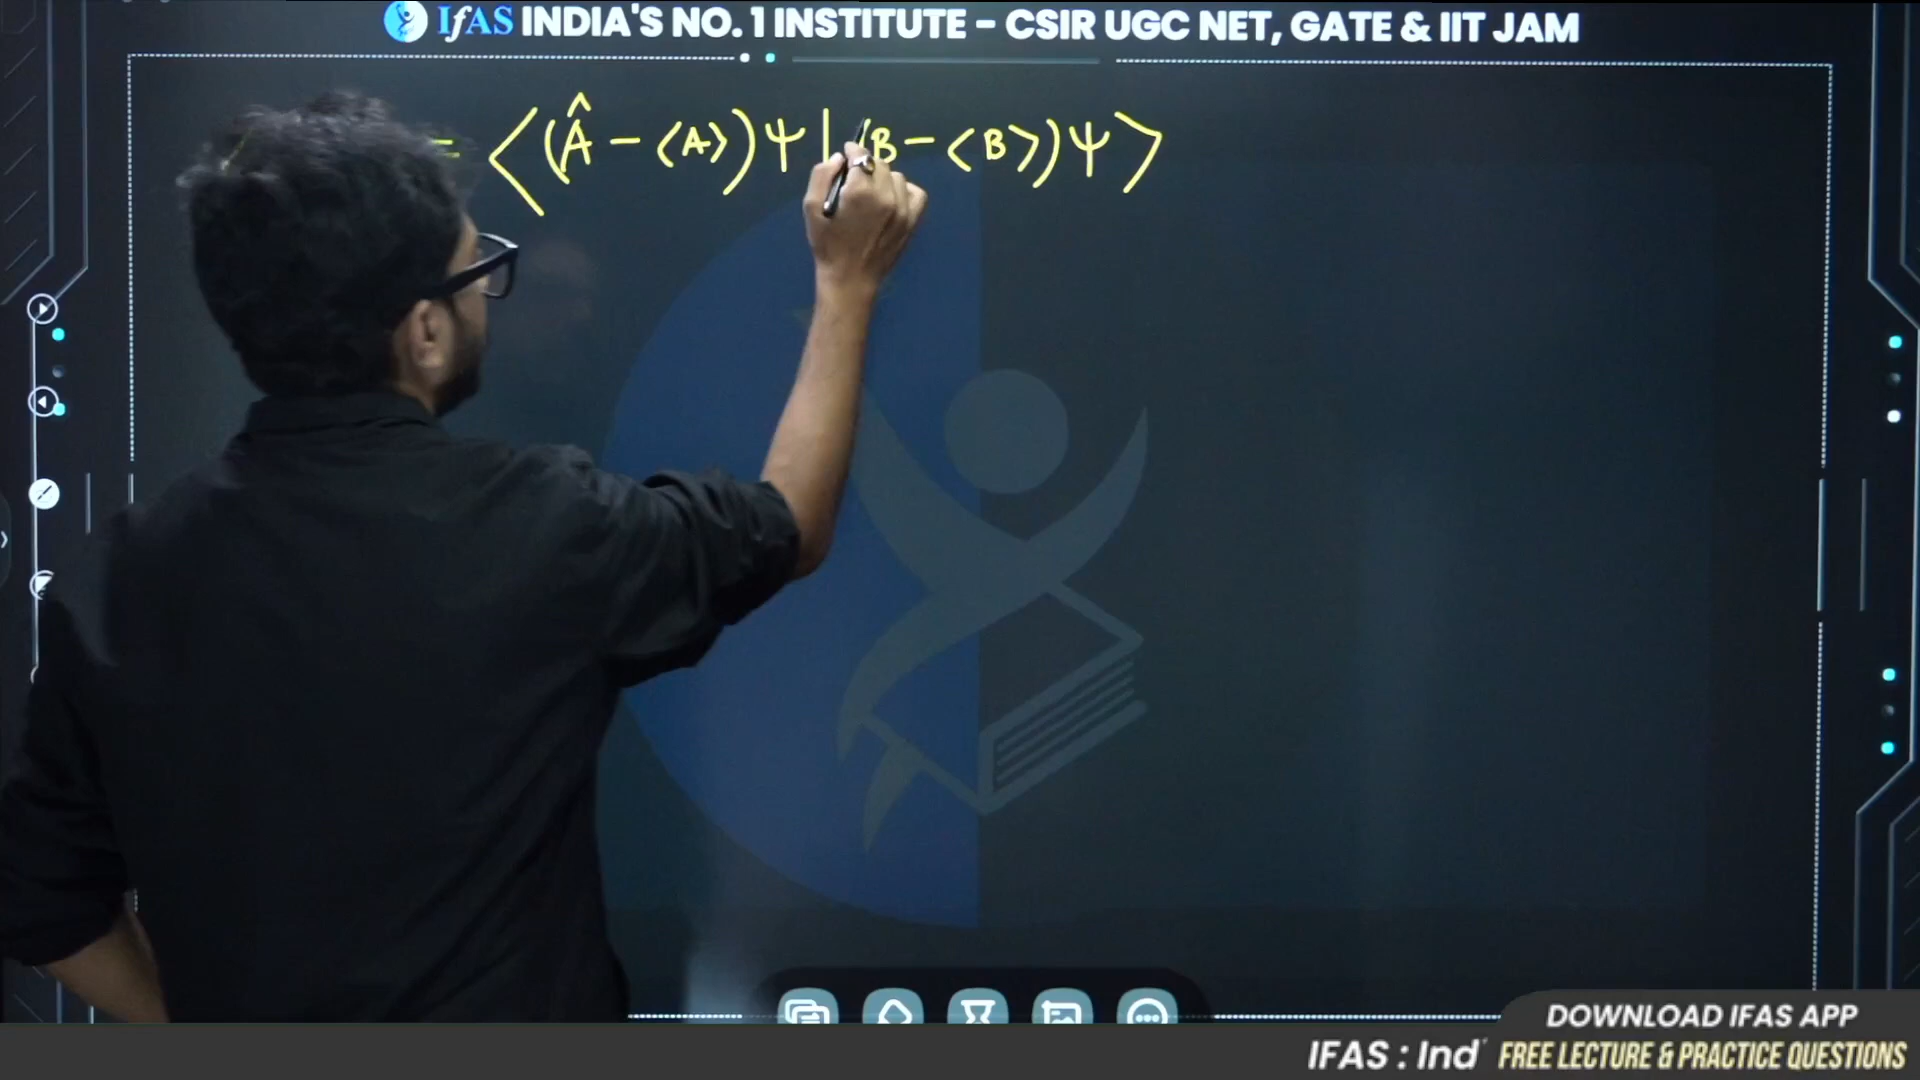 IfAS INDIA'S NO. 1 INSTITUTE - CSIR UGC NET, GATE & IIT JAM
= ⟨(Â - ⟨A⟩)Ψ | (B - ⟨B⟩)Ψ⟩
DOWNLOAD IFAS APP
IFAS : Ind FREE LECTURE & PRACTICE QUESTIONS